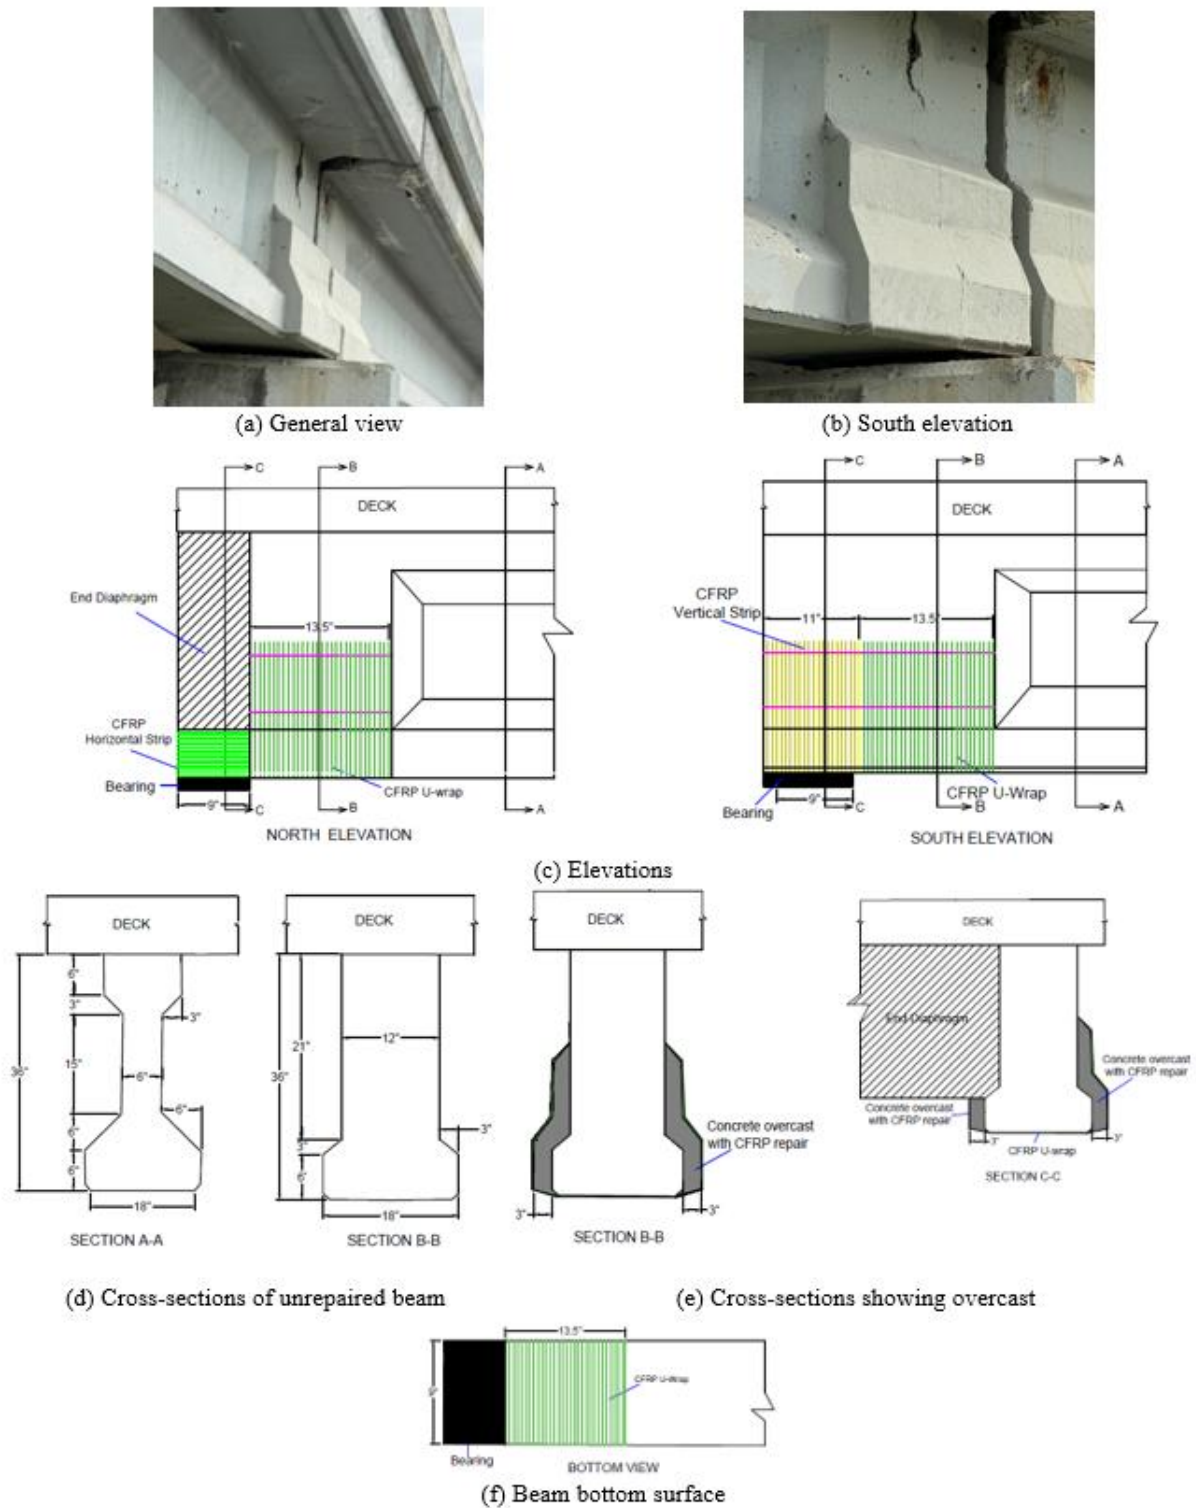 (a) General view
(b) South elevation
C
B
A
DECK
End Diaphragm
13.5"
CFRP
Horizontal Strip
Bearing
CFRP U-wrap
9"
C
B
A
NORTH ELEVATION
C
B
A
DECK
CFRP
Vertical Strip
11"
13.5"
CFRP U-Wrap
9"
Bearing
C
B
A
SOUTH ELEVATION
(c) Elevations
DECK
6"
3"
3"
36"
15"
6"
6"
6"
6"
18"
SECTION A-A
DECK
21"
12"
36"
3"
3"
6"
18"
SECTION B-B
DECK
Concrete overcast
with CFRP repair
3"
3"
SECTION B-B
DECK
End Diaphragm
Concrete overcast
with CFRP repair
Concrete overcast
with CFRP repair
3"
3"
CFRP U-wrap
SECTION C-C
(d) Cross-sections of unrepaired beam
(e) Cross-sections showing overcast
13.5"
CFRP U-Wrap
Bearing
BOTTOM VIEW
(f) Beam bottom surface